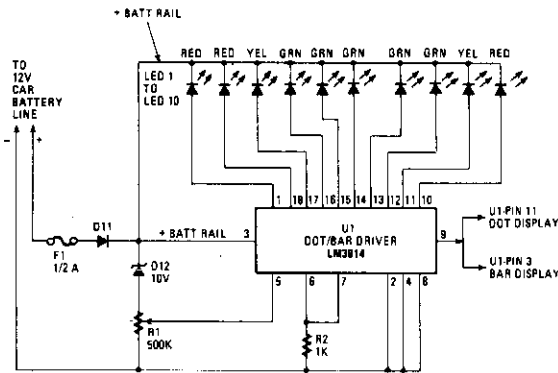 + BATT RAIL
RED RED YEL GRN GRN GRN GRN GRN YEL RED
TO
12V
CAR
BATTERY
LINE
LED 1
TO
LED 10
- +
1 18 17 16 15 14 13 12 11 10
D11
+ BATT RAIL
3
U1
DOT/BAR DRIVER
LM3914
9
U1-PIN 11
DOT DISPLAY
U1-PIN 3
BAR DISPLAY
F1
1/2 A
D12
10V
5 6 7 2 4 8
R1
500K
R2
1K